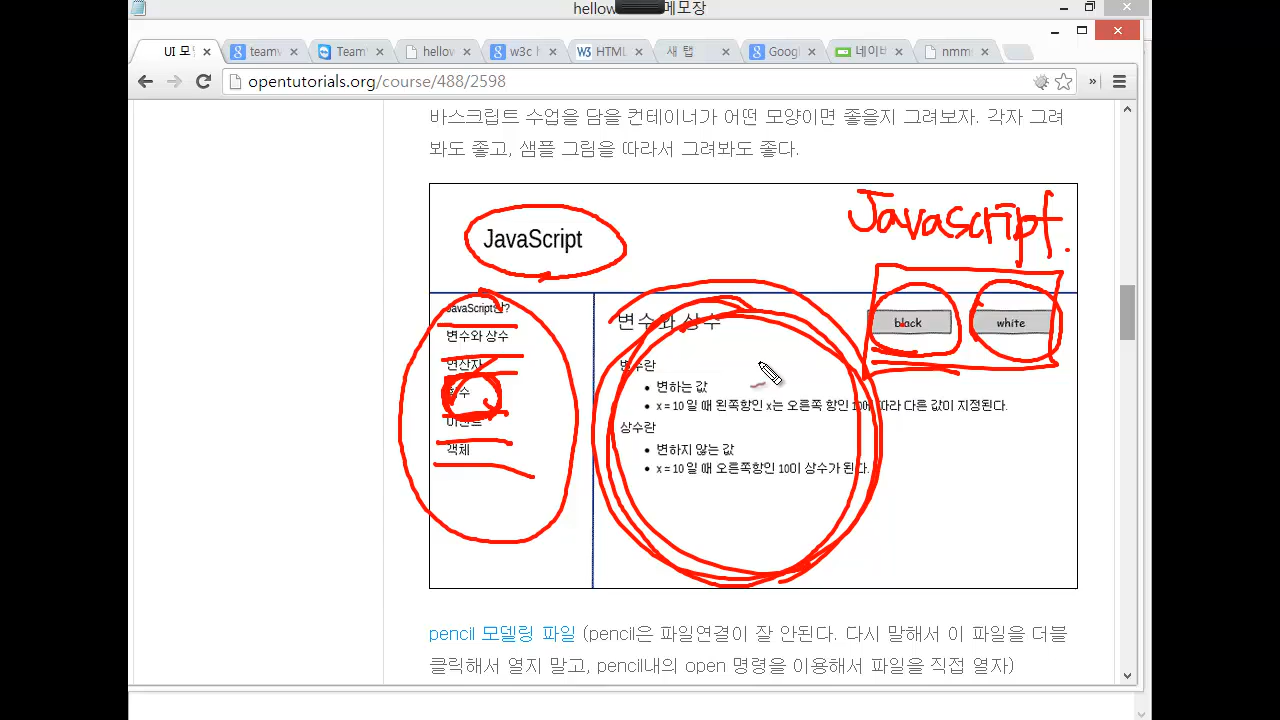 메모장
UI 모
teamv
Team
hellov
w3c h
HTML
새 탭
Googl
네이버
nmm
opentutorials.org/course/488/2598
바스크립트 수업을 담을 컨테이너가 어떤 모양이면 좋을지 그려보자. 각자 그려
봐도 좋고, 샘플 그림을 따라서 그려봐도 좋다.
Javascript.
JavaScript
JavaScript란?
변수와 상수
연산자
객체
변수와 상수
black
white
변수란
변하는 값
x = 10 일 때 왼쪽항인 x는 오른쪽 항인 10에 따라 다른 값이 지정된다.
상수란
변하지 않는 값
x = 10 일 때 오른쪽항인 10이 상수가 된다.
pencil 모델링 파일 (pencil은 파일연결이 잘 안된다. 다시 말해서 이 파일을 더블
클릭해서 열지 말고, pencil내의 open 명령을 이용해서 파일을 직접 열자)